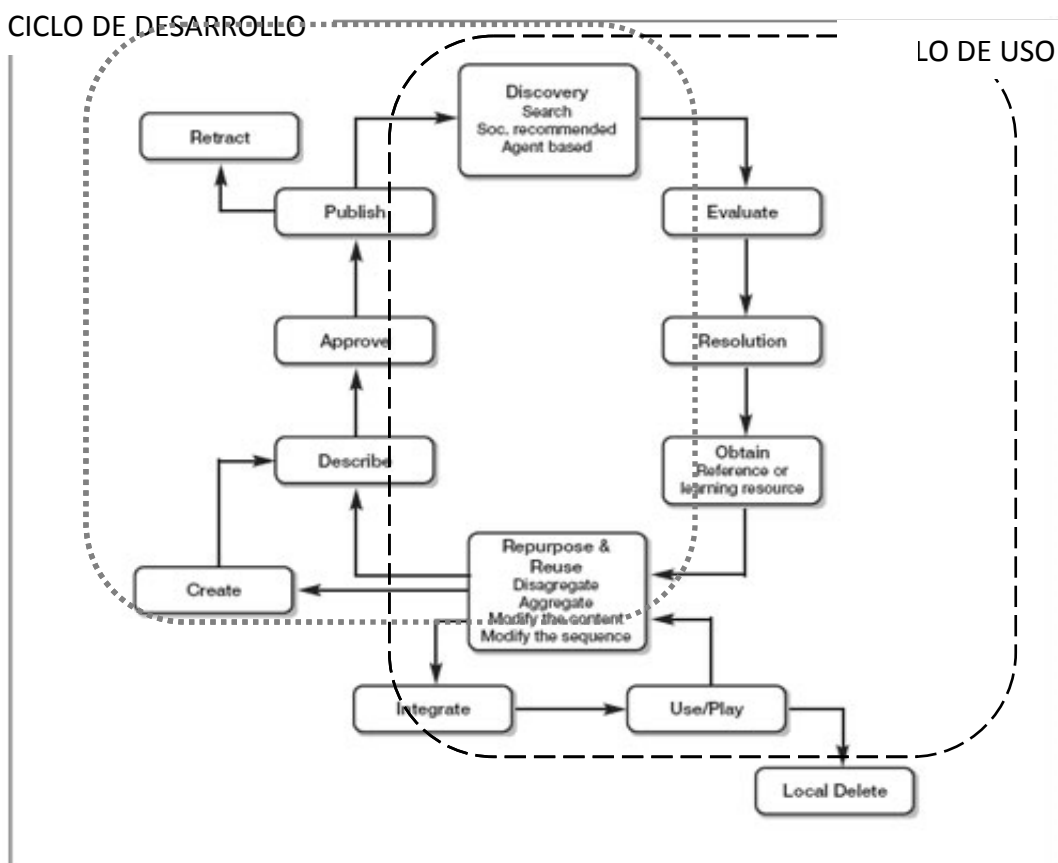 CICLO DE DESARROLLO
LO DE USO
Discovery
Search
Soc. recommended
Agent based
Retract
Publish
Evaluate
Approve
Resolution
Describe
Obtain
Reference or
learning resource
Repurpose &
Reuse
Disagregate
Aggregate
Modify the content
Modify the sequence
Create
Integrate
Use/Play
Local Delete